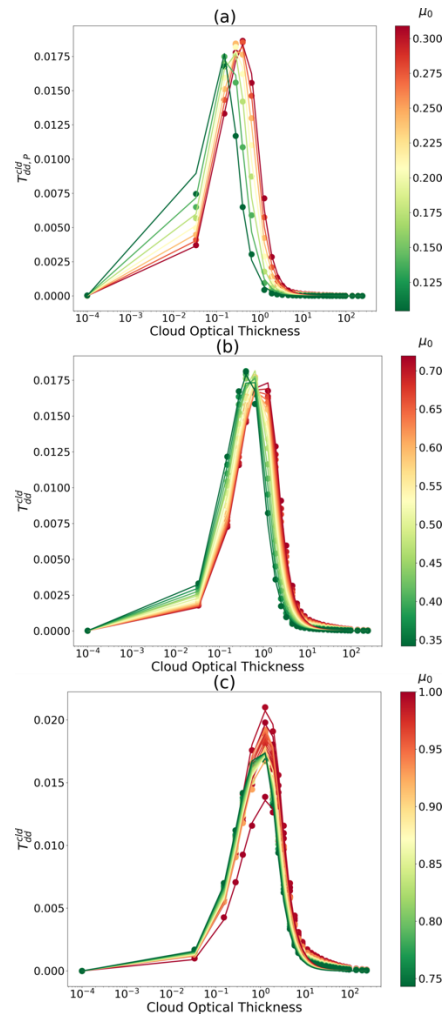 (a)
μ0
0.0175
0.0150
0.0125
0.0100
0.0075
0.0050
0.0025
0.0000
T^cld_dd,P
10^-4 10^-3 10^-2 10^-1 10^0 10^1 10^2
Cloud Optical Thickness
0.300
0.275
0.250
0.225
0.200
0.175
0.150
0.125
(b)
μ0
0.0175
0.0150
0.0125
0.0100
0.0075
0.0050
0.0025
0.0000
T^cld_dd
10^-4 10^-3 10^-2 10^-1 10^0 10^1 10^2
Cloud Optical Thickness
0.70
0.65
0.60
0.55
0.50
0.45
0.40
0.35
(c)
μ0
0.020
0.015
0.010
0.005
0.000
T^cld_dd
10^-4 10^-3 10^-2 10^-1 10^0 10^1 10^2
Cloud Optical Thickness
1.00
0.95
0.90
0.85
0.80
0.75